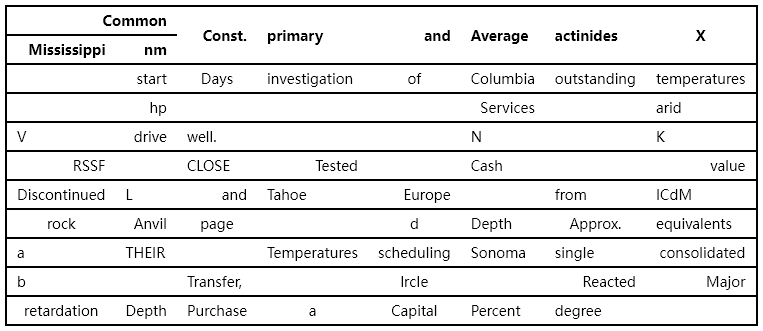 Common
Const. primary and Average actinides X
Mississippi nm
start Days investigation of Columbia outstanding temperatures
hp Services arid
V drive well. N K
RSSF CLOSE Tested Cash value
Discontinued L and Tahoe Europe from ICdM
rock Anvil page d Depth Approx. equivalents
a THEIR Temperatures scheduling Sonoma single consolidated
b Transfer, Ircle Reacted Major
retardation Depth Purchase a Capital Percent degree